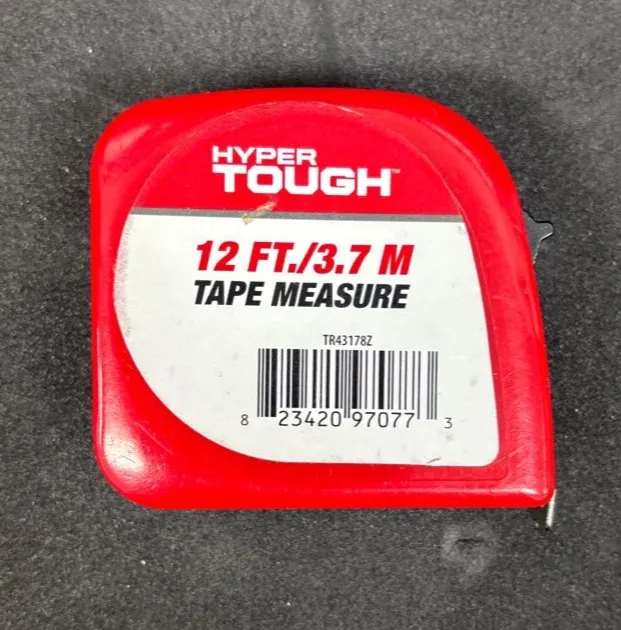 HYPER
TOUGH™
12 FT./3.7 M
TAPE MEASURE
TR43178Z
8 23420 97077 3